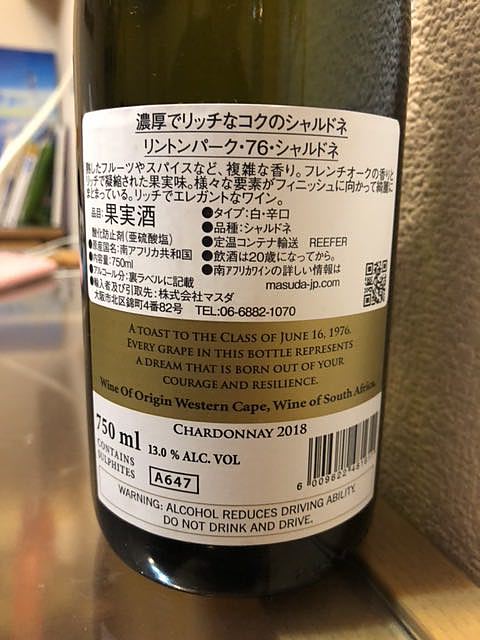 濃厚でリッチなコクのシャルドネ
リントンパーク・76・シャルドネ
熟したフルーツやスパイスなど、複雑な香り。フレンチオークの香りと
リッチで凝縮された果実味。様々な要素がフィニッシュに向かって綺麗に
まとまっている。リッチでエレガントなワイン。
品目:果実酒
酸化防止剤(亜硫酸塩)
●原産国名:南アフリカ共和国
●内容量:750ml
●アルコール分:裏ラベルに記載
●輸入者及び引取先:株式会社マスダ
大阪市北区錦町4番82号 TEL:06-6882-1070
●タイプ:白・辛口
●品種:シャルドネ
●定温コンテナ輸送 REEFER
●飲酒は20歳になってから。
●南アフリカワインの詳しい情報は
masuda-jp.com
A TOAST TO THE CLASS OF JUNE 16, 1976.
EVERY GRAPE IN THIS BOTTLE REPRESENTS
A DREAM THAT IS BORN OUT OF YOUR
COURAGE AND RESILIENCE.
Wine Of Origin Western Cape, Wine of South Africa.
CHARDONNAY 2018
750 ml
13.0 % ALC. VOL
CONTAINS
SULPHITES
A647
WARNING: ALCOHOL REDUCES DRIVING ABILITY,
DO NOT DRINK AND DRIVE.